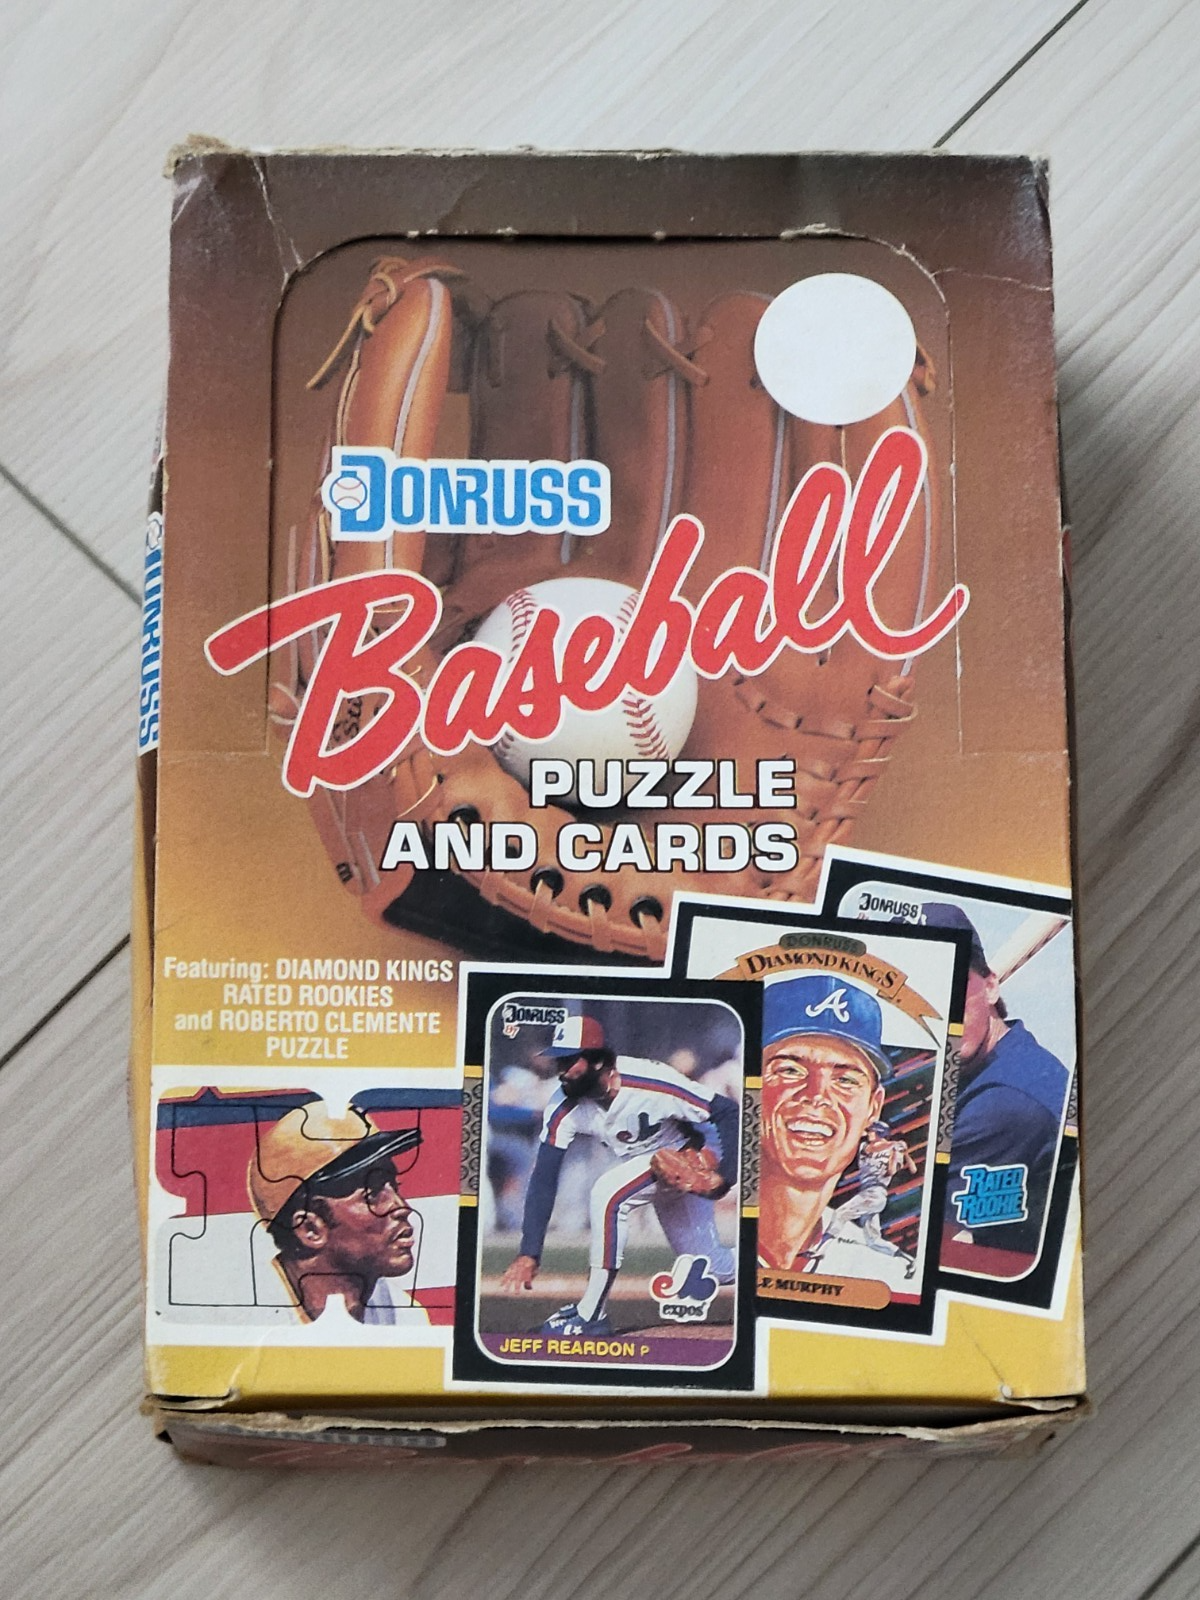 DONRUSS
Baseball
PUZZLE
AND CARDS
Featuring: DIAMOND KINGS
RATED ROOKIES
and ROBERTO CLEMENTE
PUZZLE
DONRUSS
DONRUSS
DIAMOND KINGS
A
LE MURPHY
DONRUSS
87
expos
JEFF REARDON P
RATED
ROOKIE
DONRUSS